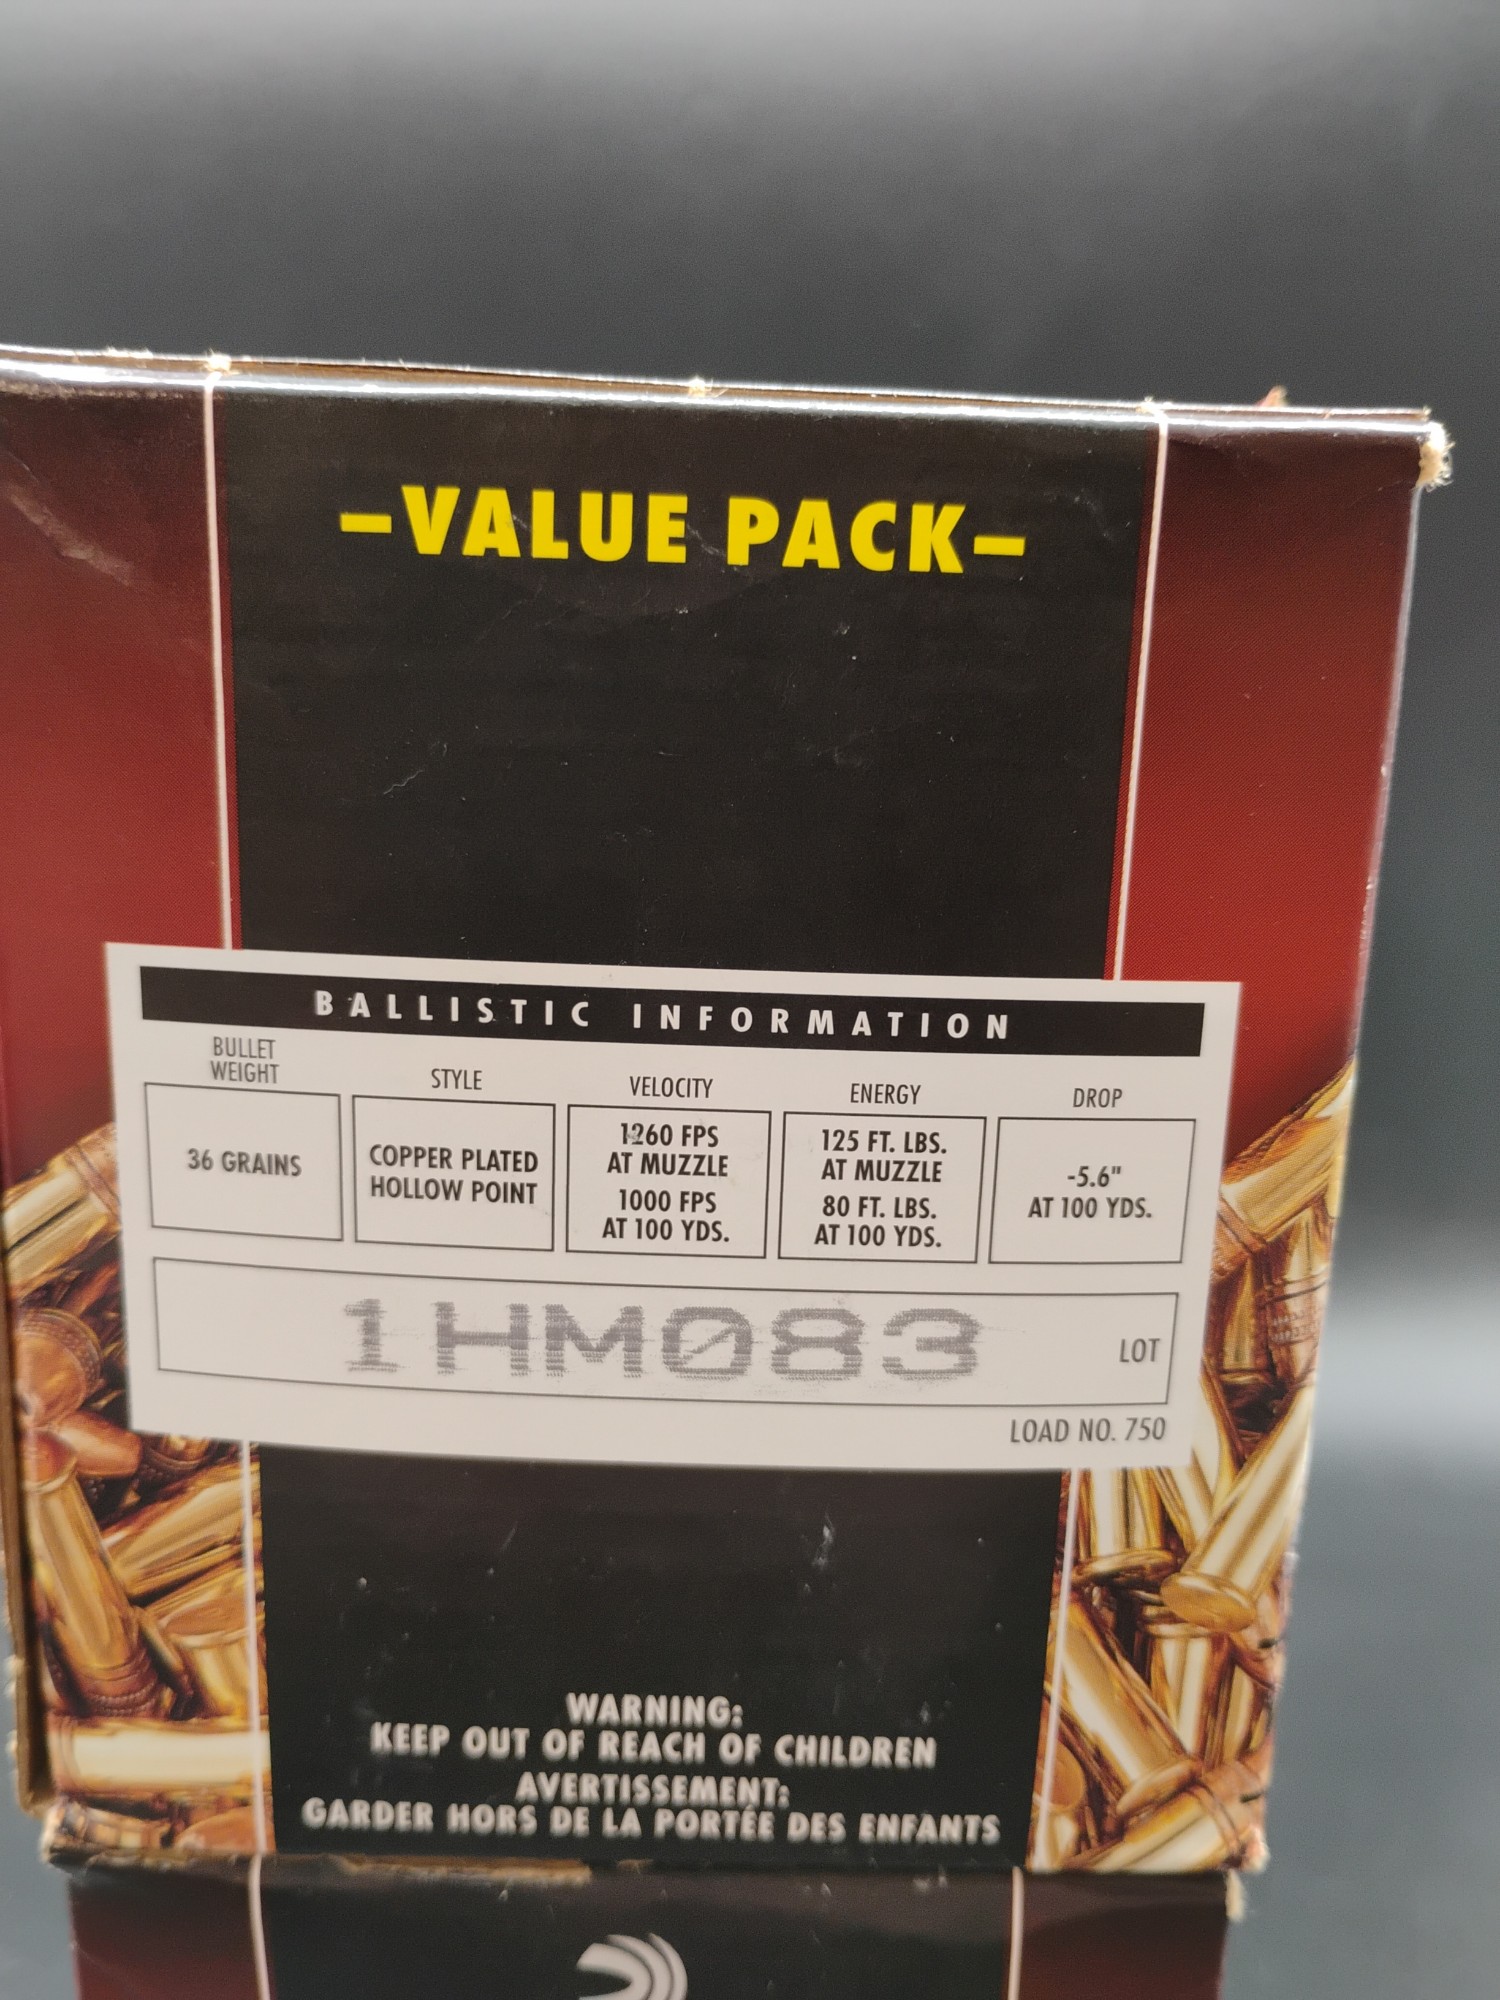 –VALUE PACK–
BALLISTIC INFORMATION
BULLET WEIGHT
36 GRAINS
STYLE
COPPER PLATED
HOLLOW POINT
VELOCITY
1260 FPS
AT MUZZLE
1000 FPS
AT 100 YDS.
ENERGY
125 FT. LBS.
AT MUZZLE
80 FT. LBS.
AT 100 YDS.
DROP
-5.6"
AT 100 YDS.
1HM083
LOT
LOAD NO. 750
WARNING:
KEEP OUT OF REACH OF CHILDREN
AVERTISSEMENT:
GARDER HORS DE LA PORTÉE DES ENFANTS